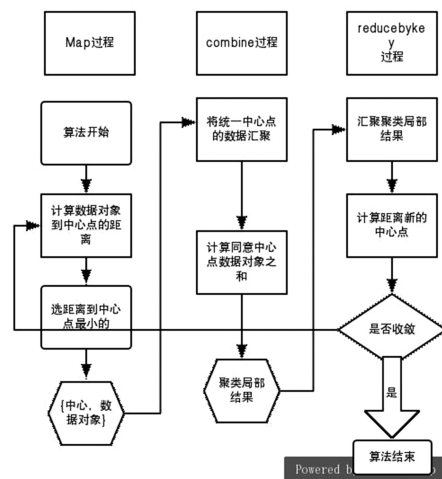 Map过程
combine过程
reducebyke
y
过程
算法开始
计算数据对象
到中心点的距
离
选距离到中心
点最小的
{中心，数
据对象}
将统一中心点
的数据汇聚
计算同意中心
点数据对象之
和
聚类局部
结果
汇聚聚类局部
结果
计算距离新的
中心点
是否收敛
是
算法结束
Powered by